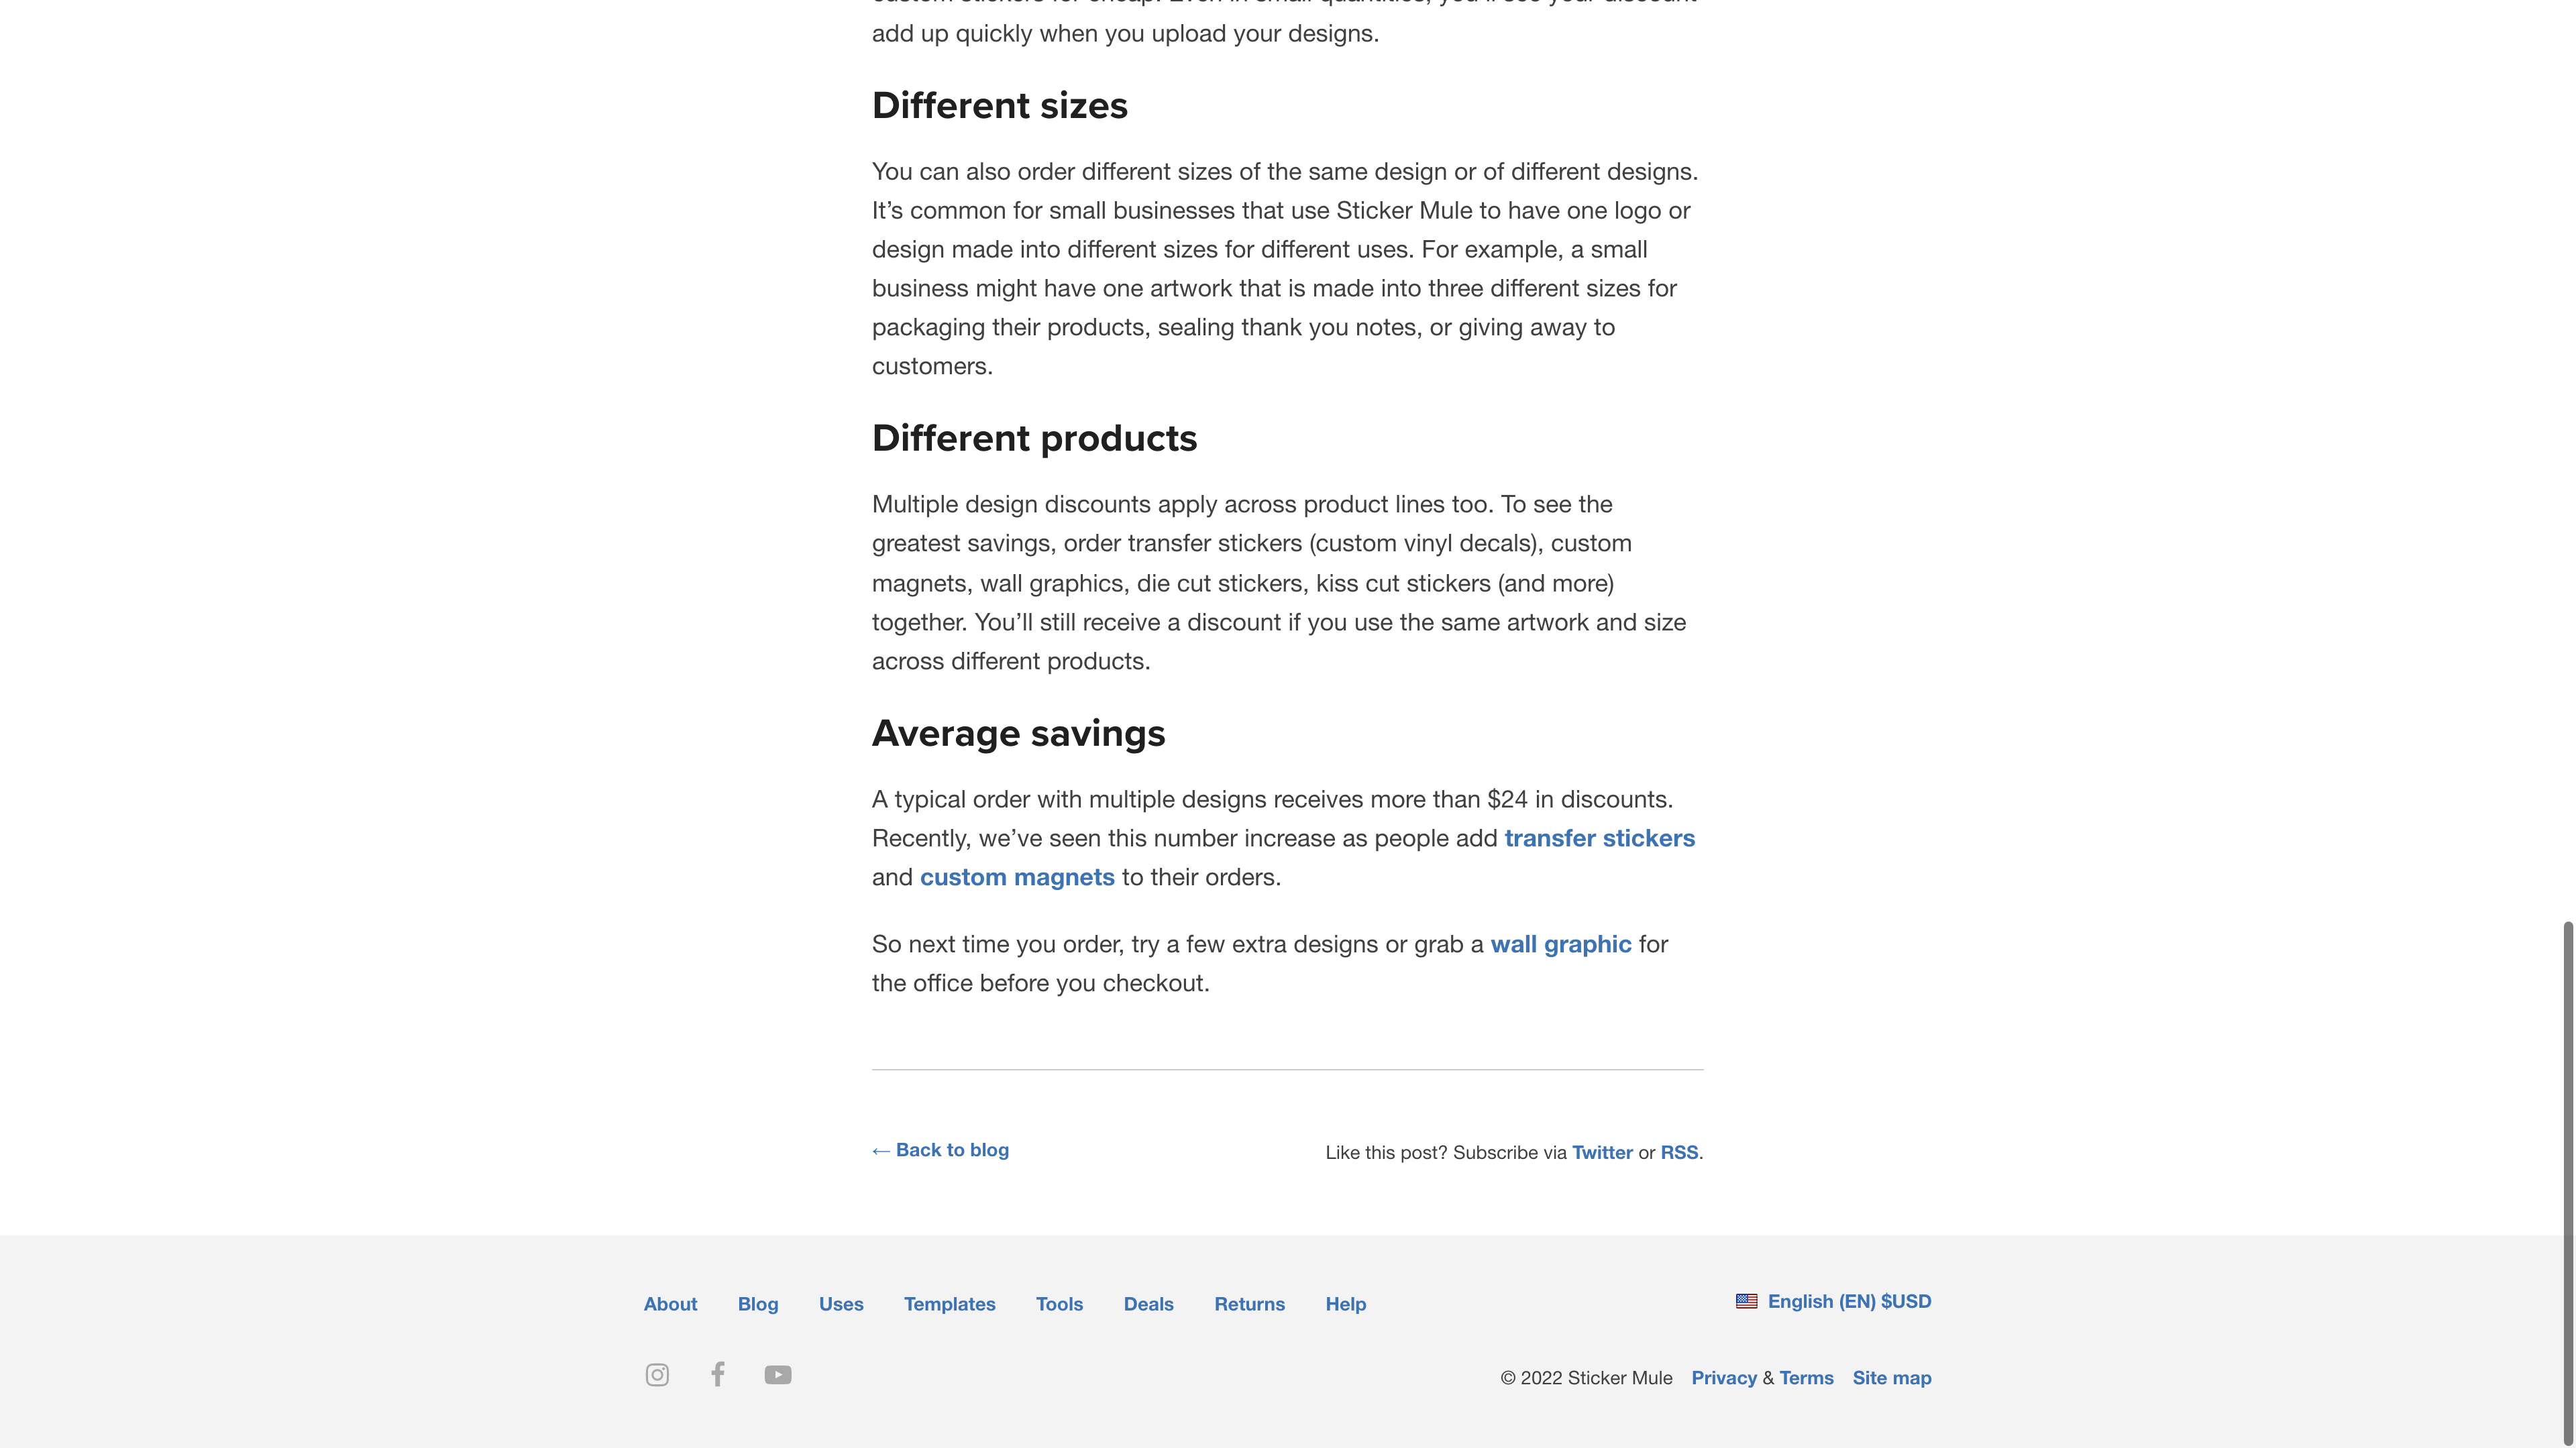 add up quickly when you upload your designs.
Different sizes
You can also order different sizes of the same design or of different designs.
It’s common for small businesses that use Sticker Mule to have one logo or
design made into different sizes for different uses. For example, a small
business might have one artwork that is made into three different sizes for
packaging their products, sealing thank you notes, or giving away to
customers.
Different products
Multiple design discounts apply across product lines too. To see the
greatest savings, order transfer stickers (custom vinyl decals), custom
magnets, wall graphics, die cut stickers, kiss cut stickers (and more)
together. You’ll still receive a discount if you use the same artwork and size
across different products.
Average savings
A typical order with multiple designs receives more than $24 in discounts.
Recently, we’ve seen this number increase as people add transfer stickers
and custom magnets to their orders.
So next time you order, try a few extra designs or grab a wall graphic for
the office before you checkout.
← Back to blog
Like this post? Subscribe via Twitter or RSS.
About Blog Uses Templates Tools Deals Returns Help
English (EN) $USD
© 2022 Sticker Mule Privacy & Terms Site map